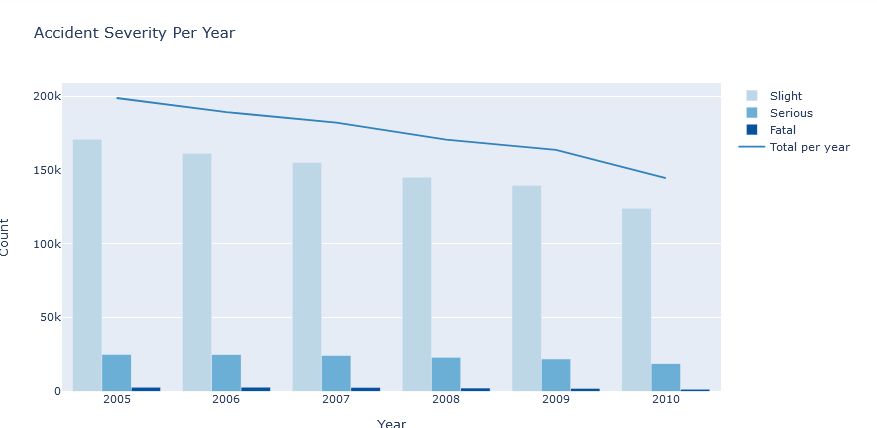 Accident Severity Per Year
Slight
Serious
Fatal
Total per year
200k
150k
100k
50k
0
Count
2005 2006 2007 2008 2009 2010
Year